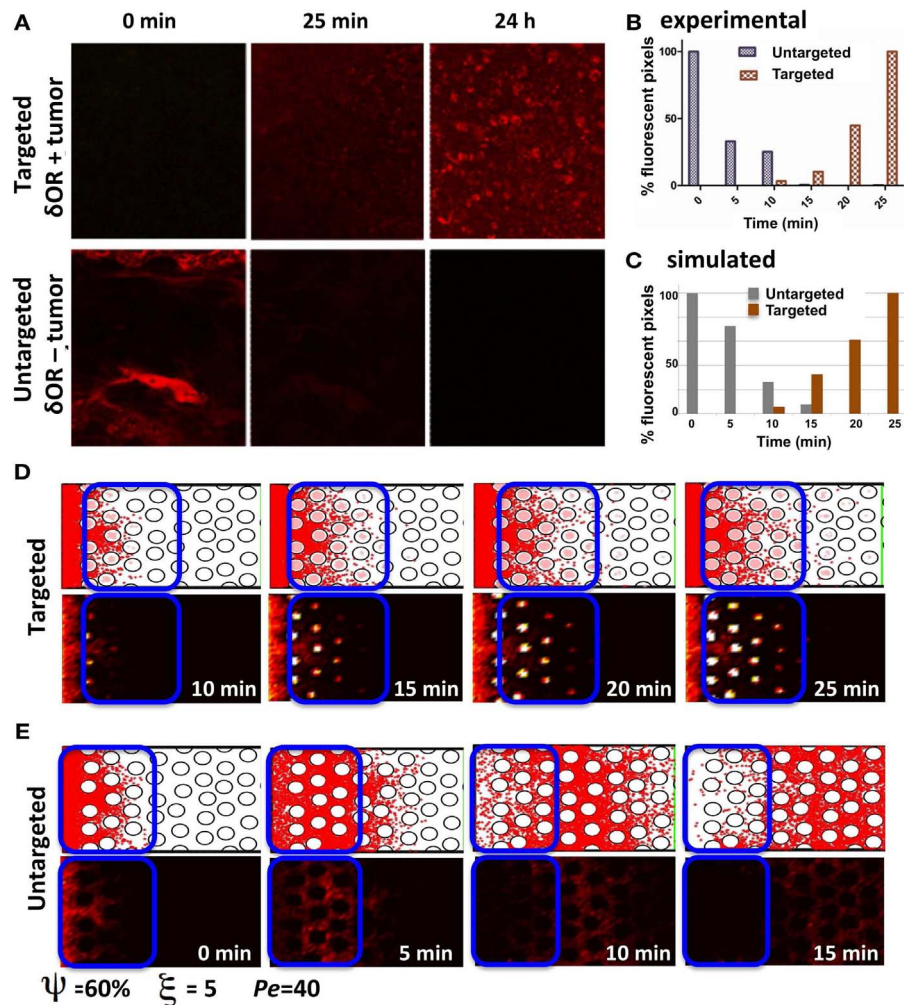 A
0 min 25 min 24 h
Targeted
δOR + tumor
Untargeted
δOR – tumor
B experimental
Untargeted
Targeted
% fluorescent pixels
100
50
0
0 5 10 15 20 25
Time (min)
C simulated
Untargeted
Targeted
% fluorescent pixels
100
50
0
0 5 10 15 20 25
Time (min)
D
Targeted
10 min 15 min 20 min 25 min
E
Untargeted
0 min 5 min 10 min 15 min
ψ =60% ξ = 5 Pe=40